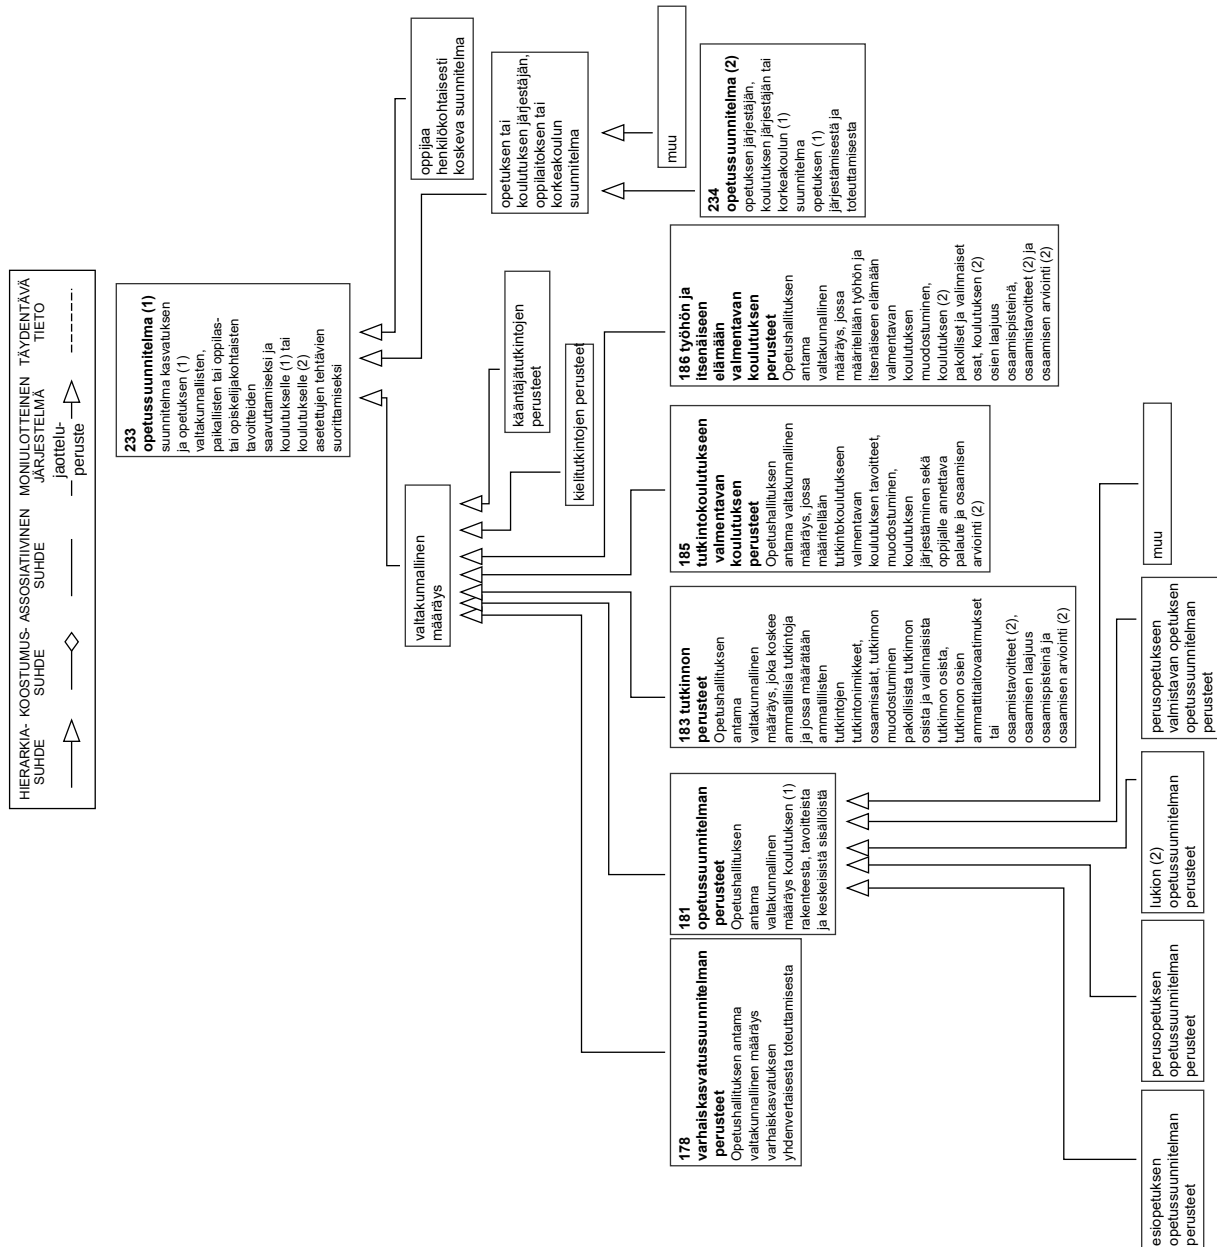 HIERARKIA- KOOSTUMUS- ASSOSIATIIVINEN MONIULOTTEINEN TÄYDENTÄVÄ
SUHDE SUHDE SUHDE JÄRJESTELMÄ TIETO
jaottelu-
peruste
233
opetussuunnitelma (1)
suunnitelma kasvatuksen
ja opetuksen (1)
valtakunnallisten,
paikallisten tai oppilas-
tai opiskelijakohtaisten
tavoitteiden
saavuttamiseksi ja
koulutukselle (1) tai
koulutukselle (2)
asetettujen tehtävien
suorittamiseksi
valtakunnallinen
määräys
oppijaa
henkilökohtaisesti
koskeva suunnitelma
opetuksen tai
koulutuksen järjestäjän,
oppilaitoksen tai
korkeakoulun
suunnitelma
kääntäjätutkintojen
perusteet
kielitutkintojen perusteet
muu
234
opetussuunnitelma (2)
opetuksen järjestäjän,
koulutuksen järjestäjän tai
korkeakoulun (1)
suunnitelma
opetuksen (1)
järjestämisestä ja
toteuttamisesta
178
varhaiskasvatussuunnitelman
perusteet
Opetushallituksen antama
valtakunnallinen määräys
varhaiskasvatuksen
yhdenvertaisesta toteuttamisesta
181
opetussuunnitelman
perusteet
Opetushallituksen
antama
valtakunnallinen
määräys koulutuksen (1)
rakenteesta, tavoitteista
ja keskeisistä sisällöistä
183 tutkinnon
perusteet
Opetushallituksen
antama
valtakunnallinen
määräys, joka koskee
ammatillisia tutkintoja
ja jossa määrätään
ammatillisten
tutkintojen
tutkintonimikkeet,
osaamisalat, tutkinnon
muodostuminen
pakollisista tutkinnon
osista ja valinnaisista
tutkinnon osista,
tutkinnon osien
ammattitaitovaatimukset
tai
osaamistavoitteet (2),
osaamisen laajuus
osaamispisteinä ja
osaamisen arviointi (2)
185
tutkintokoulutukseen
valmentavan
koulutuksen
perusteet
Opetushallituksen
antama valtakunnallinen
määräys, jossa
määritellään
tutkintokoulutukseen
valmentavan
koulutuksen tavoitteet,
muodostuminen,
koulutuksen
järjestäminen sekä
oppijalle annettava
palaute ja osaamisen
arviointi (2)
186 työhön ja
itsenäiseen
elämään
valmentavan
koulutuksen
perusteet
Opetushallituksen
antama
valtakunnallinen
määräys, jossa
määritellään työhön ja
itsenäiseen elämään
valmentavan
koulutuksen
muodostuminen,
koulutuksen (2)
pakolliset ja valinnaiset
osat, koulutuksen (2)
osien laajuus
osaamispisteinä,
osaamistavoitteet (2) ja
osaamisen arviointi (2)
esiopetuksen
opetussuunnitelman
perusteet
perusopetuksen
opetussuunnitelman
perusteet
lukion (2)
opetussuunnitelman
perusteet
perusopetukseen
valmistavan opetuksen
opetussuunnitelman
perusteet
muu